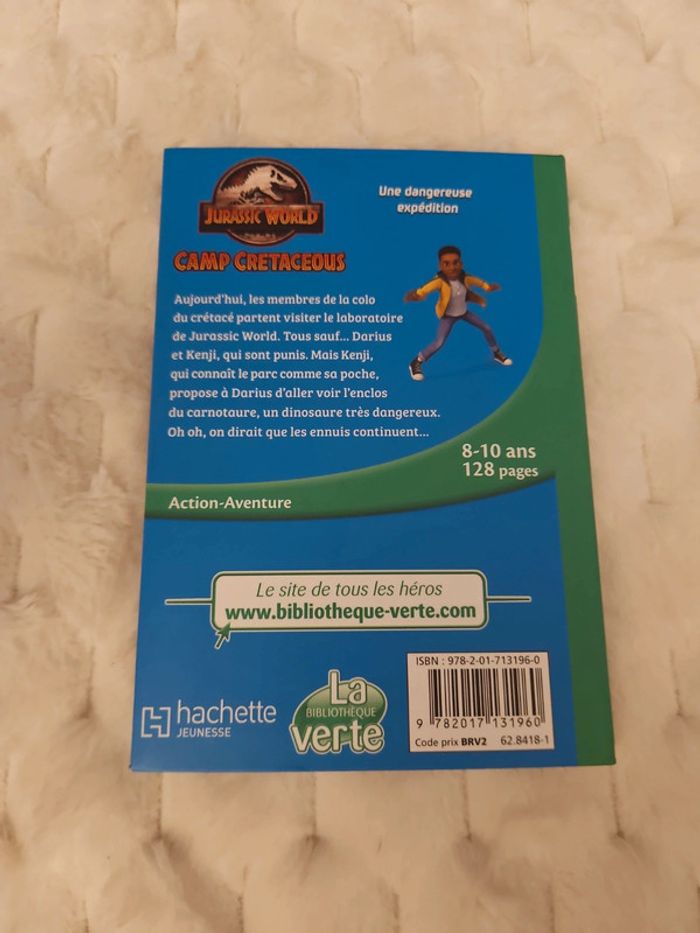 JURASSIC WORLD
CAMP CRETACEOUS
Une dangereuse
expédition
Aujourd'hui, les membres de la colo
du crétacé partent visiter le laboratoire
de Jurassic World. Tous sauf... Darius
et Kenji, qui sont punis. Mais Kenji,
qui connaît le parc comme sa poche,
propose à Darius d'aller voir l'enclos
du carnotaure, un dinosaure très dangereux.
Oh oh, on dirait que les ennuis continuent...
8-10 ans
128 pages
Action-Aventure
Le site de tous les héros
www.bibliotheque-verte.com
hachette
JEUNESSE
La
BIBLIOTHÈQUE
verte
ISBN : 978-2-01-713196-0
9 782017 131960
Code prix BRV2 62.8418-1